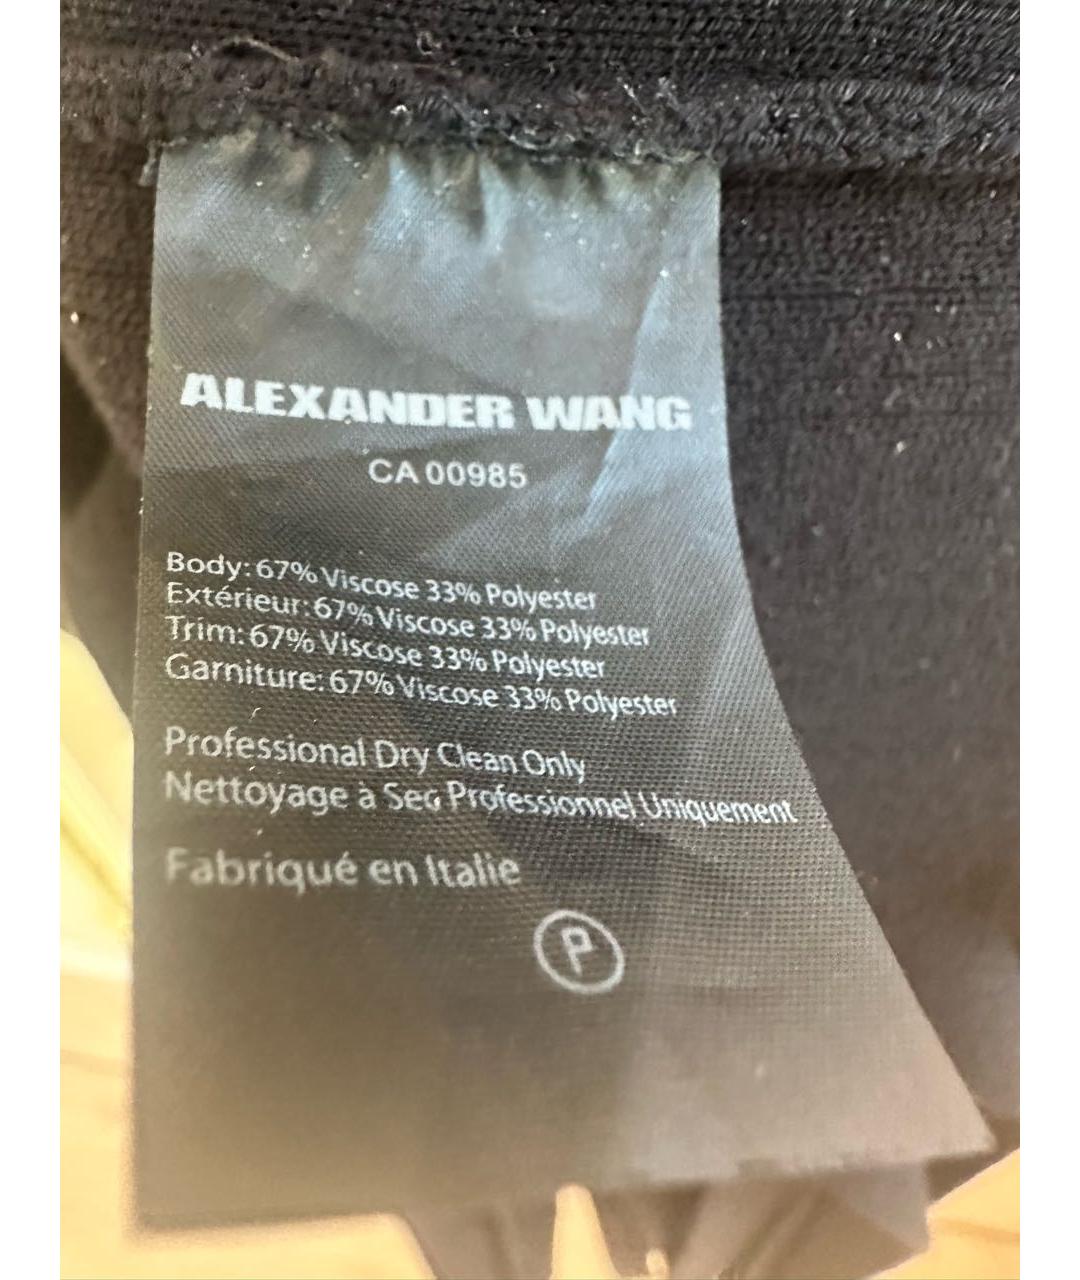 ALEXANDER WANG
CA 00985
Body: 67% Viscose 33% Polyester
Extérieur: 67% Viscose 33% Polyester
Trim: 67% Viscose 33% Polyester
Garniture: 67% Viscose 33% Polyester
Professional Dry Clean Only
Nettoyage à Sec Professionnel Uniquement
Fabriqué en Italie
P